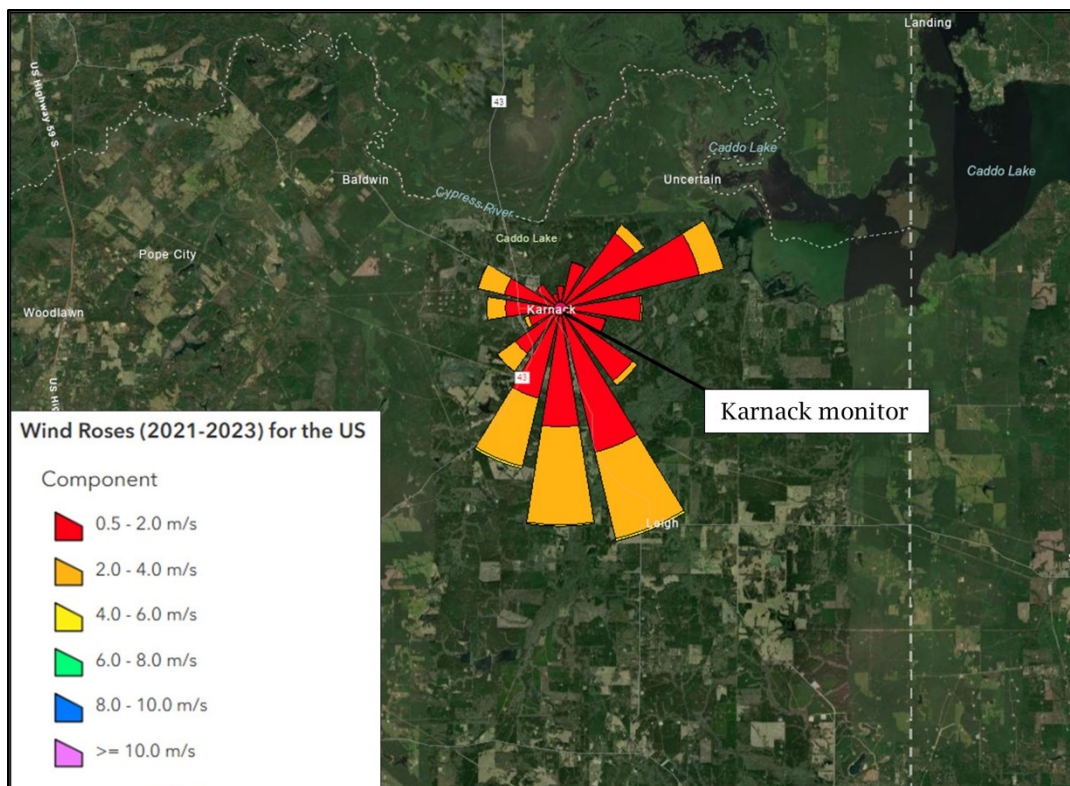 Landing
US Highway 59 S
43
Caddo Lake
Caddo Lake
Baldwin
Uncertain
Cypress River
Caddo Lake
Pope City
Woodlawn
Karnack
43
Karnack monitor
Leigh
Wind Roses (2021-2023) for the US
Component
0.5 - 2.0 m/s
2.0 - 4.0 m/s
4.0 - 6.0 m/s
6.0 - 8.0 m/s
8.0 - 10.0 m/s
>= 10.0 m/s